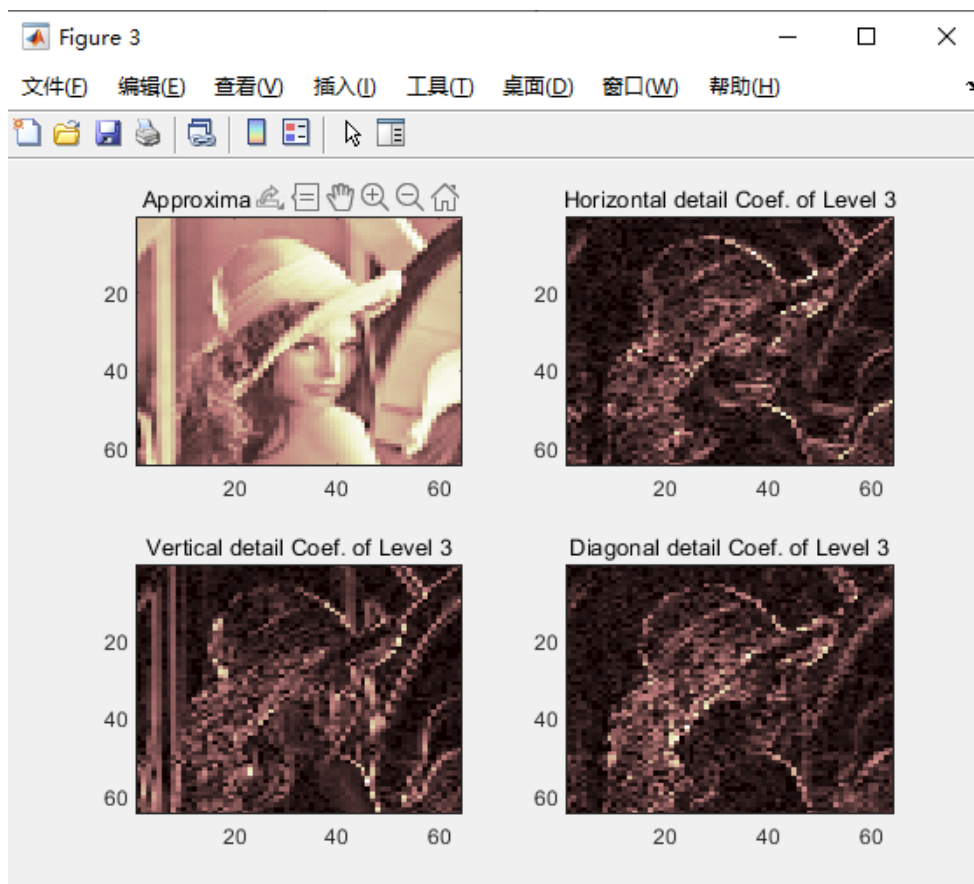 Figure 3
文件(F) 编辑(E) 查看(V) 插入(I) 工具(T) 桌面(D) 窗口(W) 帮助(H)
Approxima
20
40
60
20 40 60
Horizontal detail Coef. of Level 3
20
40
60
20 40 60
Vertical detail Coef. of Level 3
20
40
60
20 40 60
Diagonal detail Coef. of Level 3
20
40
60
20 40 60